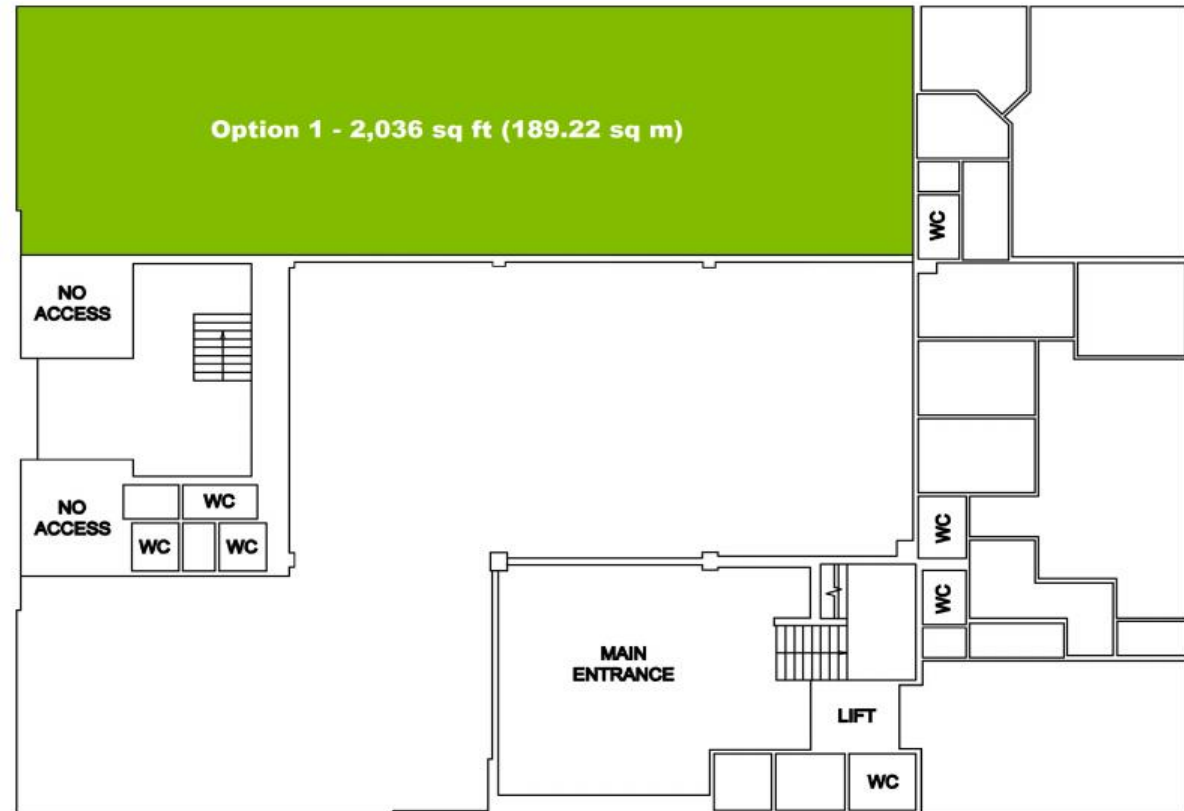 Option 1 - 2,036 sq ft (189.22 sq m)
WC
NO
ACCESS
NO
ACCESS
WC
WC
WC
WC
WC
MAIN
ENTRANCE
LIFT
WC